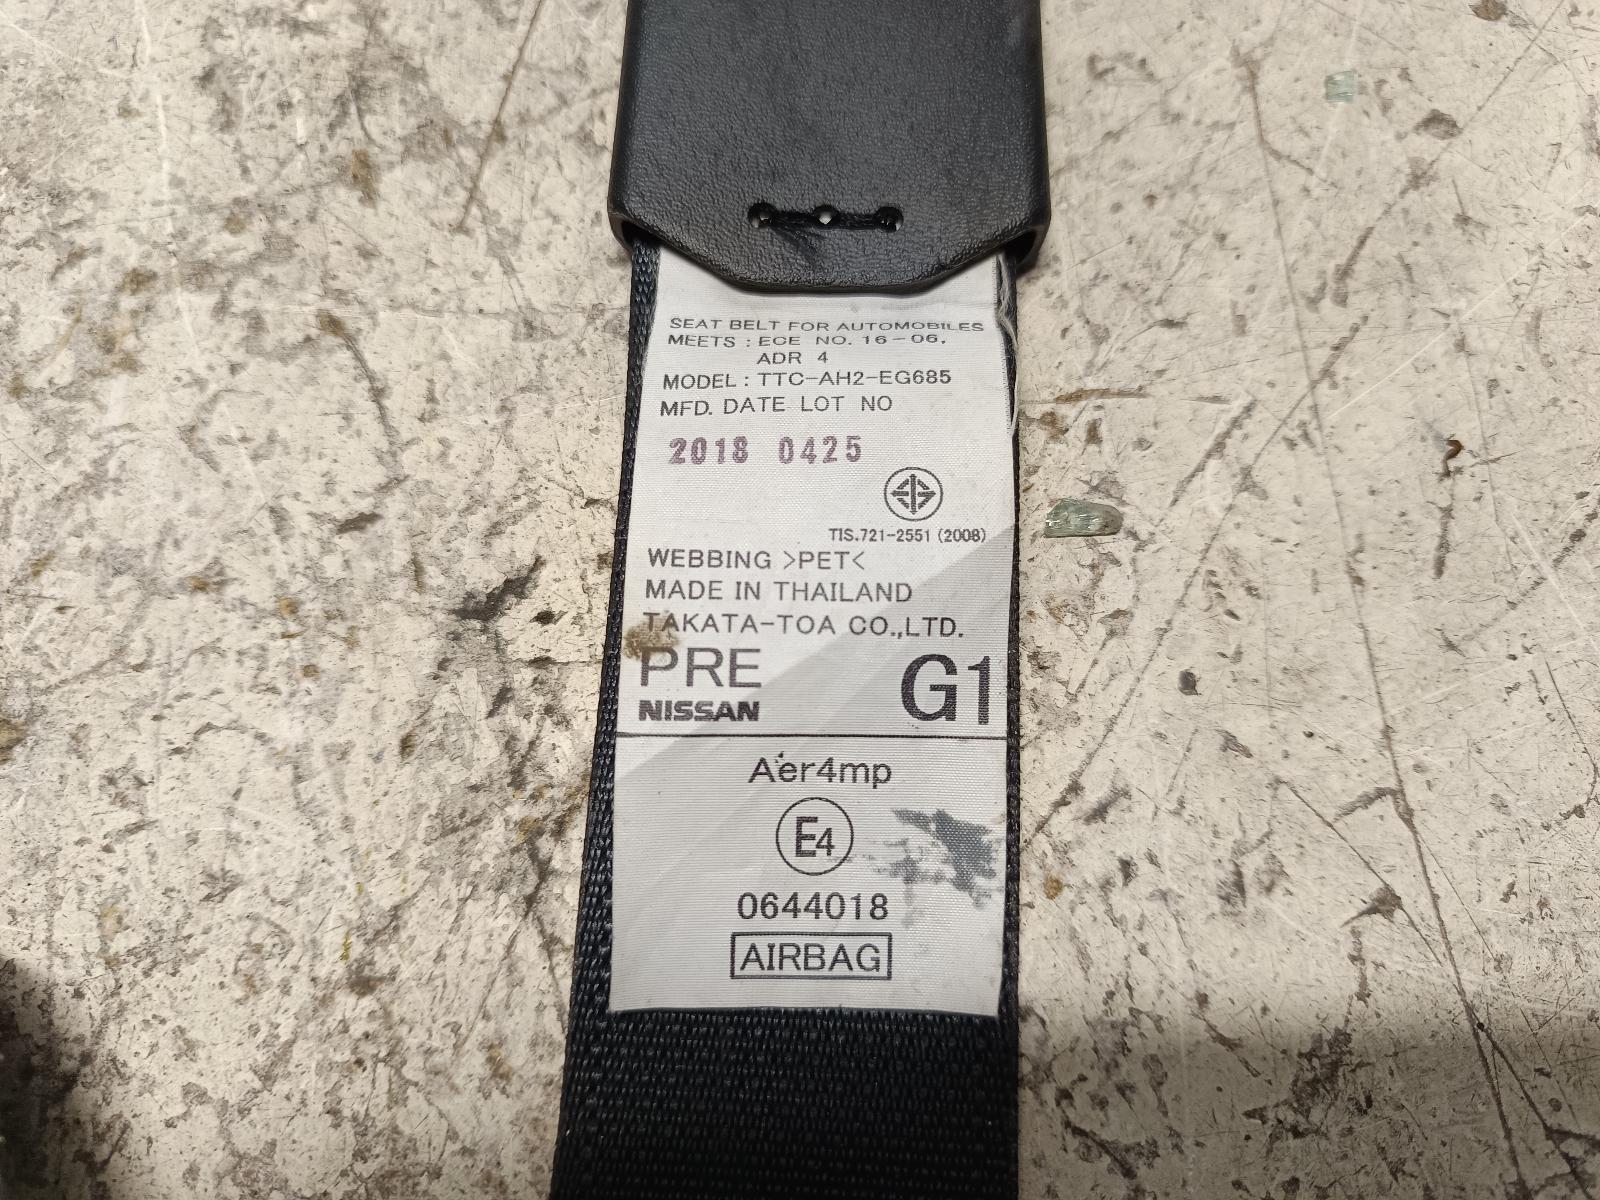 SEAT BELT FOR AUTOMOBILES
MEETS : ECE NO. 16-06,
ADR 4
MODEL : TTC-AH2-EG685
MFD. DATE LOT NO
2018 0425
TIS.721-2551 (2008)
WEBBING >PET<
MADE IN THAILAND
TAKATA-TOA CO.,LTD.
PRE G1
NISSAN
Aer4mp
E4
0644018
AIRBAG